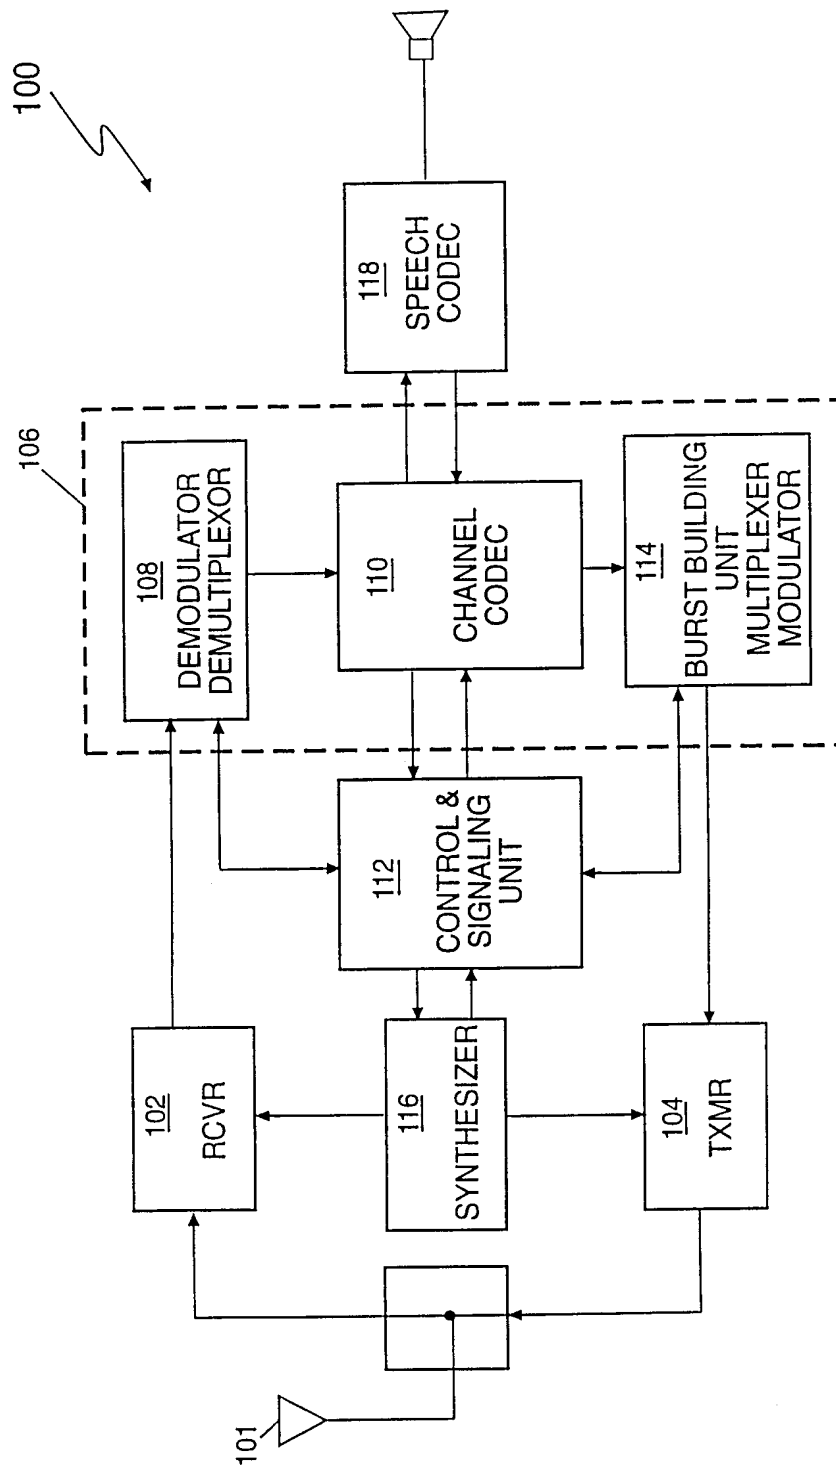 100
106
108
DEMODULATOR
DEMULTIPLEXOR
118
SPEECH
CODEC
110
CHANNEL
CODEC
114
BURST BUILDING
UNIT
MULTIPLEXER
MODULATOR
112
CONTROL &
SIGNALING
UNIT
102
RCVR
116
SYNTHESIZER
104
TXMR
101